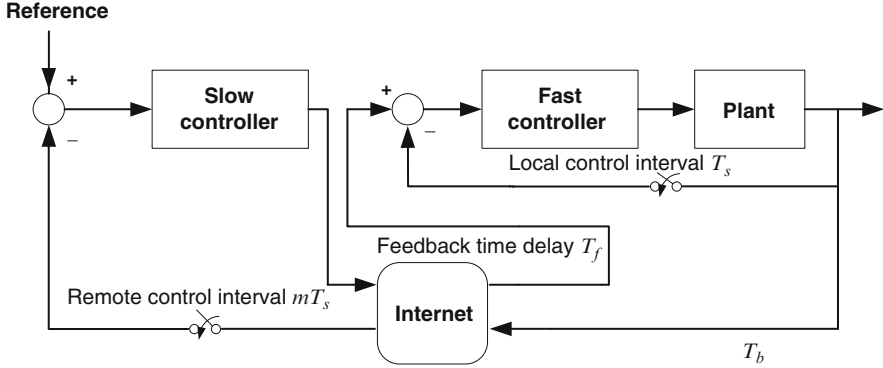 Reference
+
−
Slow
controller
+
−
Fast
controller
Plant
Local control interval T_s
Feedback time delay T_f
Remote control interval mT_s
Internet
T_b